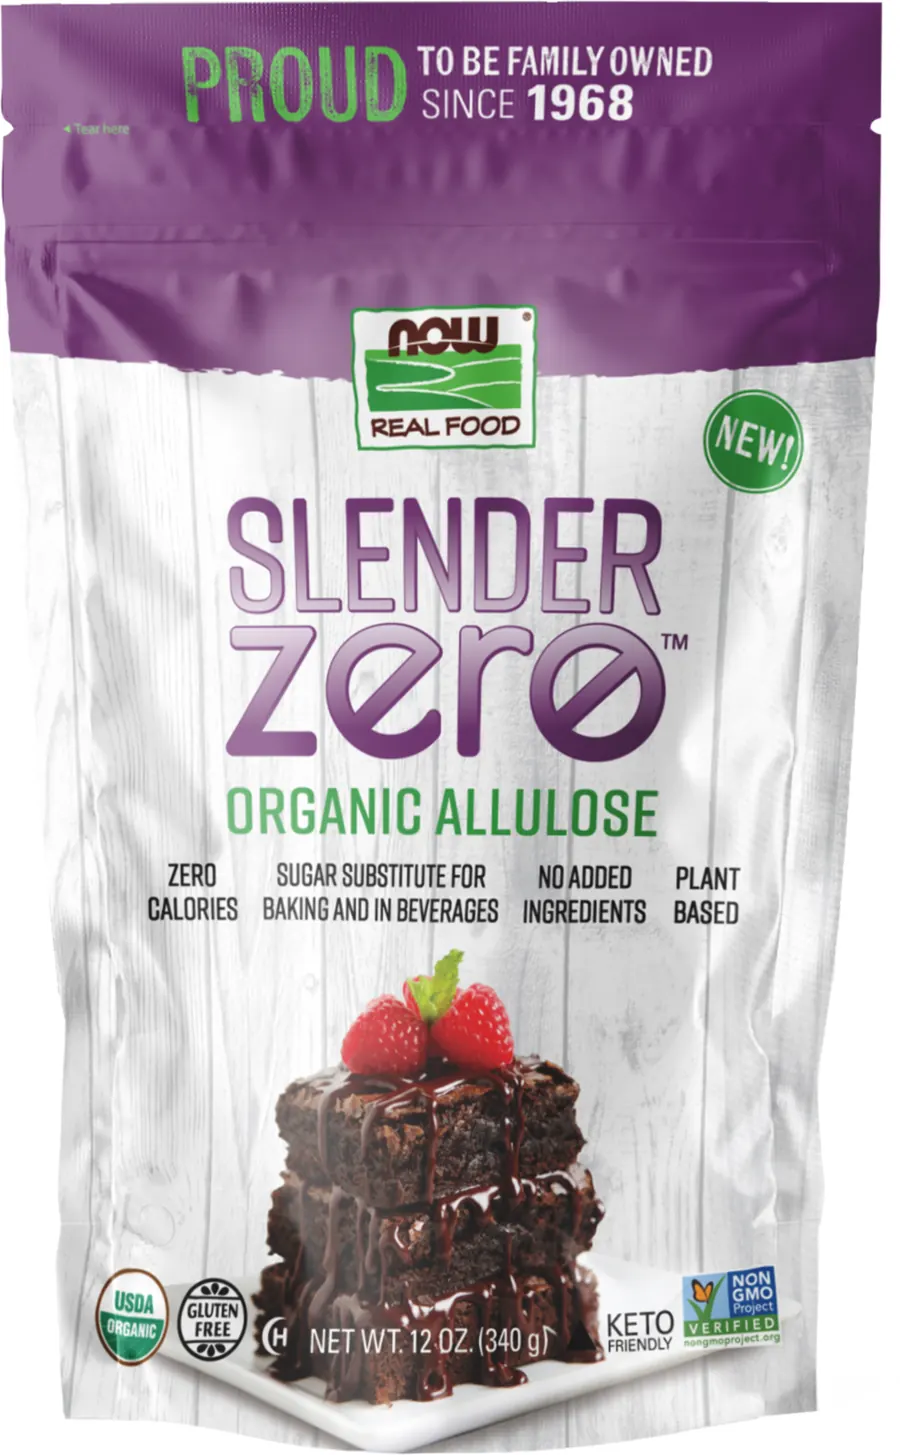 PROUD TO BE FAMILY OWNED
SINCE 1968
Tear here
NOW ®
REAL FOOD
NEW!
SLENDER
zerø™
ORGANIC ALLULOSE
ZERO
CALORIES
SUGAR SUBSTITUTE FOR
BAKING AND IN BEVERAGES
NO ADDED
INGREDIENTS
PLANT
BASED
USDA
ORGANIC
GLUTEN
FREE
H
NET WT. 12 OZ. (340 g)
KETO
FRIENDLY
NON
GMO
Project
VERIFIED
nongmoproject.org